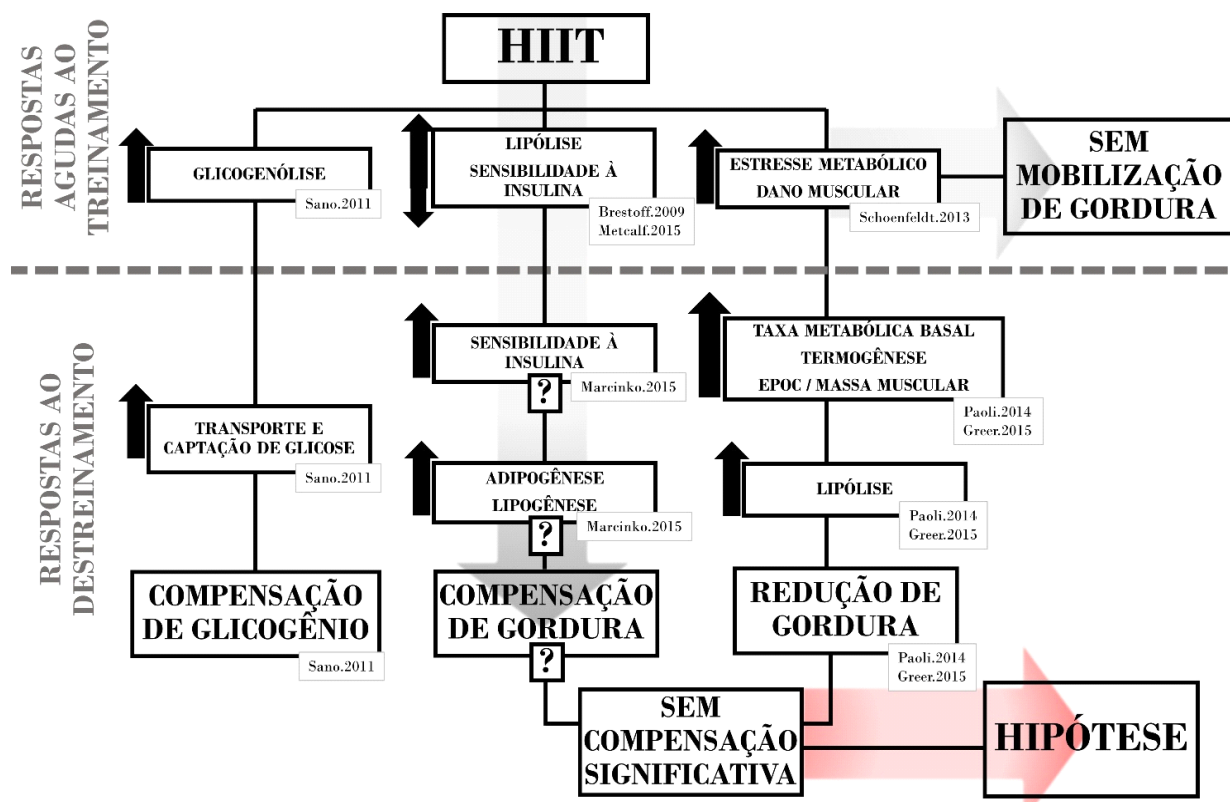 RESPOSTAS
AGUDAS AO
TREINAMENTO
HIIT
GLICOGENÓLISE
Sano.2011
LIPÓLISE
SENSIBILIDADE À
INSULINA
Brestoff.2009
Metcalf.2015
ESTRESSE METABÓLICO
DANO MUSCULAR
Schoenfeldt.2013
SEM
MOBILIZAÇÃO
DE GORDURA
RESPOSTAS AO
DESTREINAMENTO
TRANSPORTE E
CAPTAÇÃO DE GLICOSE
Sano.2011
COMPENSAÇÃO
DE GLICOGÊNIO
Sano.2011
SENSIBILIDADE À
INSULINA
Marcinko.2015
?
ADIPOGÊNESE
LIPOGÊNESE
Marcinko.2015
?
COMPENSAÇÃO
DE GORDURA
?
TAXA METABÓLICA BASAL
TERMOGÊNESE
EPOC / MASSA MUSCULAR
Paoli.2014
Greer.2015
LIPÓLISE
Paoli.2014
Greer.2015
REDUÇÃO DE
GORDURA
Paoli.2014
Greer.2015
SEM
COMPENSAÇÃO
SIGNIFICATIVA
HIPÓTESE